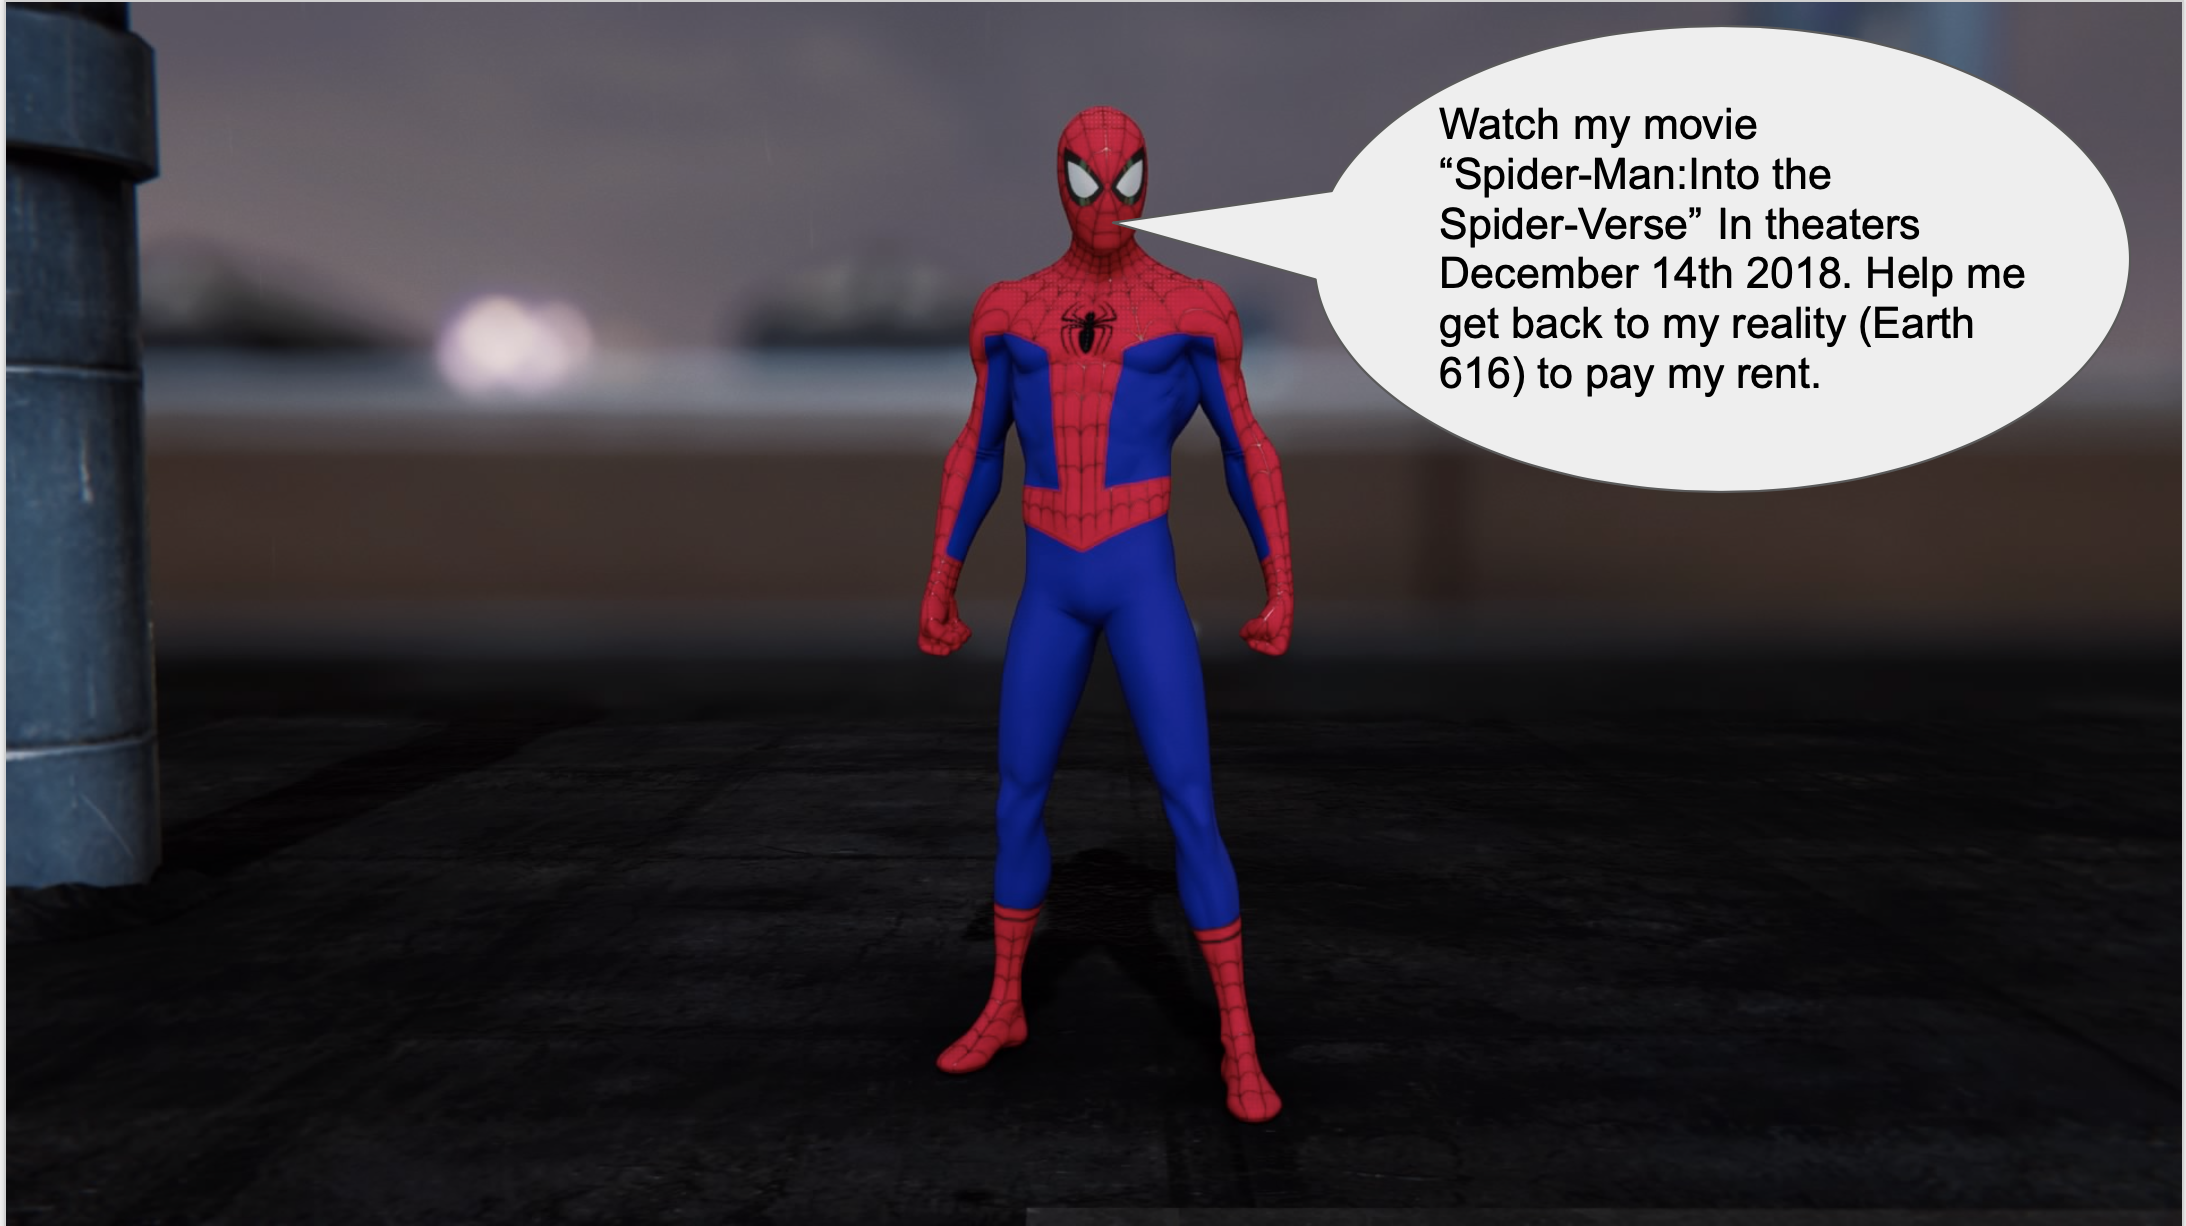 Watch my movie
“Spider-Man:Into the
Spider-Verse” In theaters
December 14th 2018. Help me
get back to my reality (Earth
616) to pay my rent.